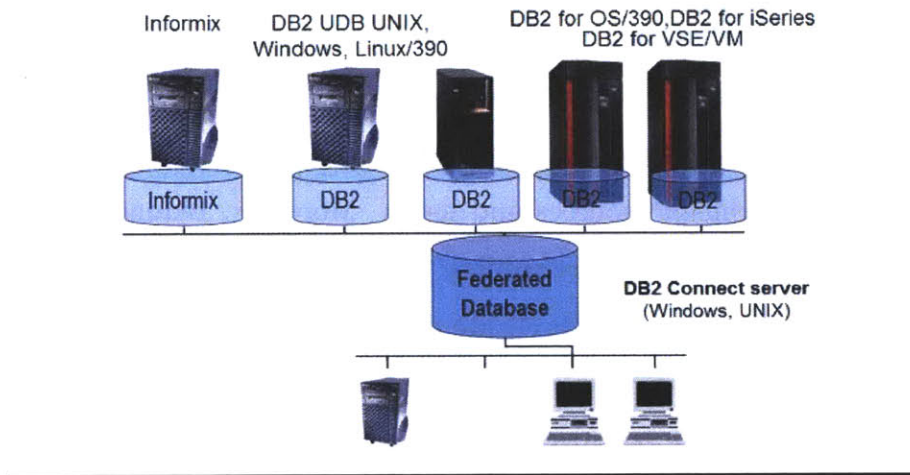 Informix
DB2 UDB UNIX,
Windows, Linux/390
DB2 for OS/390,DB2 for iSeries
DB2 for VSE/VM
Informix
DB2
DB2
DB2
DB2
Federated
Database
DB2 Connect server
(Windows, UNIX)